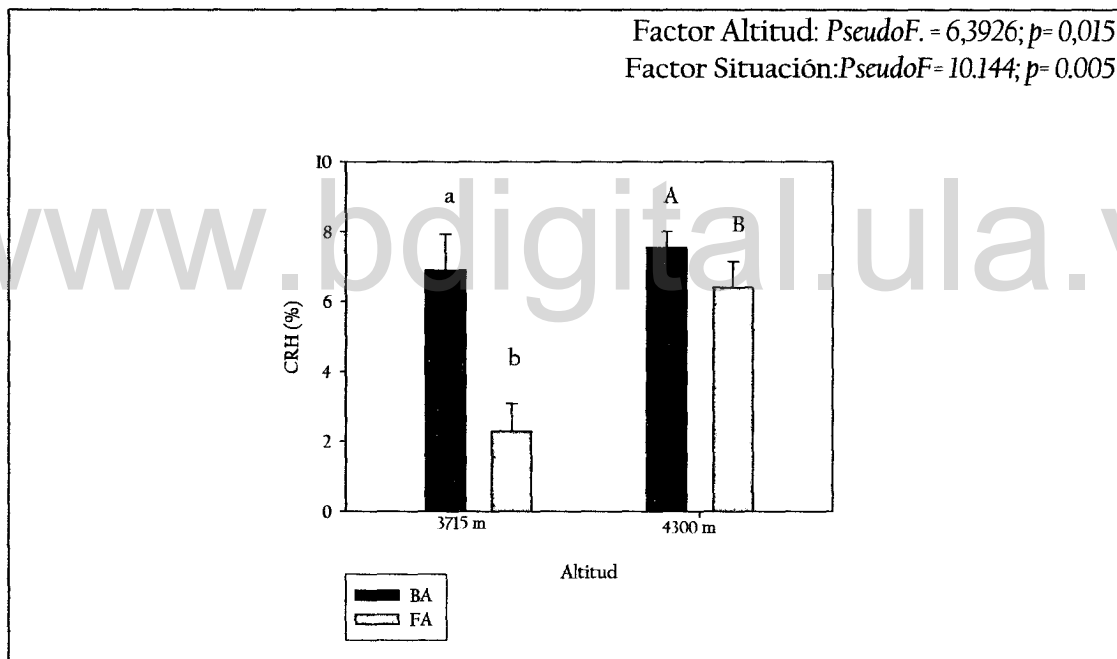 Factor Altitud: PseudoF. = 6,3926; p= 0,015
Factor Situación:PseudoF= 10.144; p= 0.005
www.bdigital.ula.v
10
8
6
4
2
0
CRH (%)
a
b
A
B
3715 m
4300 m
Altitud
BA
FA